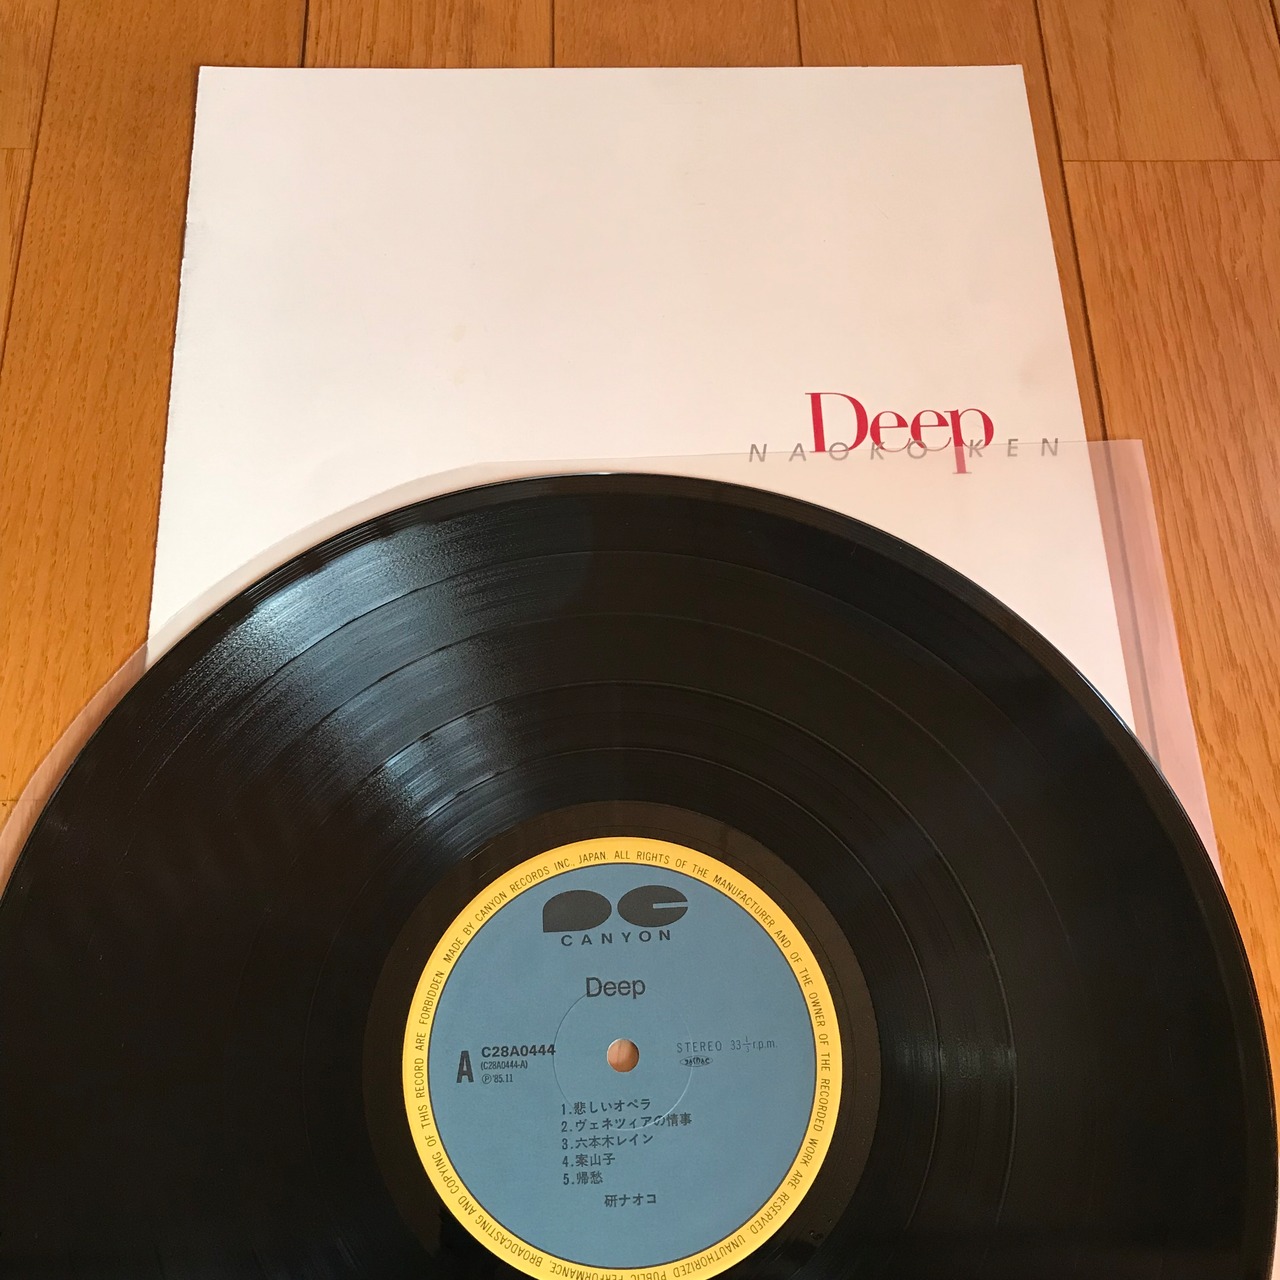 Deep
NAOKO KEN
MADE BY CANYON RECORDS INC., JAPAN. ALL RIGHTS OF THE MANUFACTURER AND OF THE OWNER OF THE RECORDED WORK ARE RESERVED. UNAUTHORIZED PUBLIC PERFORMANCE, BROADCASTING AND COPYING OF THIS RECORD ARE FORBIDDEN.
CANYON
Deep
A
C28A0444
(C28A0444-A)
Ⓟ'85.11
STEREO 33⅓r.p.m.
1.悲しいオペラ
2.ヴェネツィアの情事
3.六本木レイン
4.案山子
5.帰愁
研ナオコ